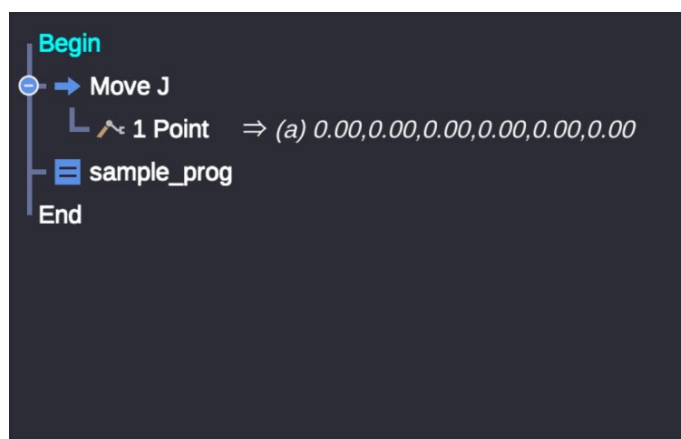 Begin
Move J
1 Point ⇒ (a) 0.00,0.00,0.00,0.00,0.00,0.00
sample_prog
End